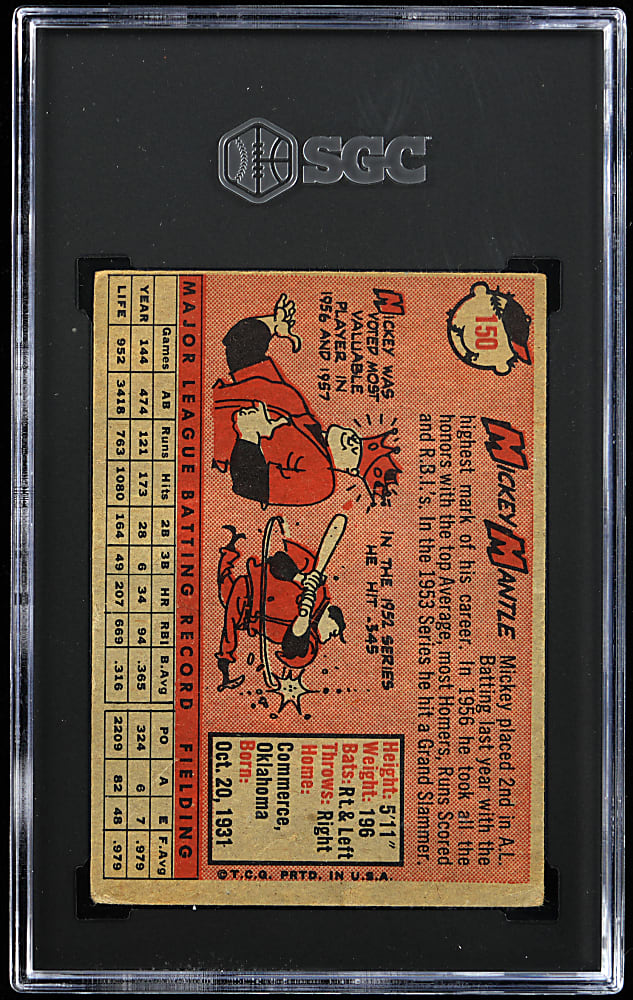 SGC
150
MICKEY MANTLE
Mickey placed 2nd in A.L.
Batting last year with the
highest mark of his career. In 1956 he took all the
honors with the top Average, most Homers, Runs Scored
and R.B.I.'s. In the 1953 Series he hit a Grand Slammer.
MICKEY WAS
VOTED MOST
VALUABLE
PLAYER IN
1956 AND 1957
IN THE 1952 SERIES
HE HIT .345
Height: 5'11"
Weight: 196
Bats: Rt. & Left
Throws: Right
Home:
Commerce,
Oklahoma
Born:
Oct. 20, 1931
© T.C.G. PRTD. IN U.S.A.
MAJOR LEAGUE BATTING RECORD FIELDING
Games AB Runs Hits 2B 3B HR RBI B.Avg PO A E F.Avg
YEAR 144 474 121 173 28 6 34 94 .365 324 6 7 .979
LIFE 952 3418 763 1080 164 49 207 669 .316 2209 82 48 .979